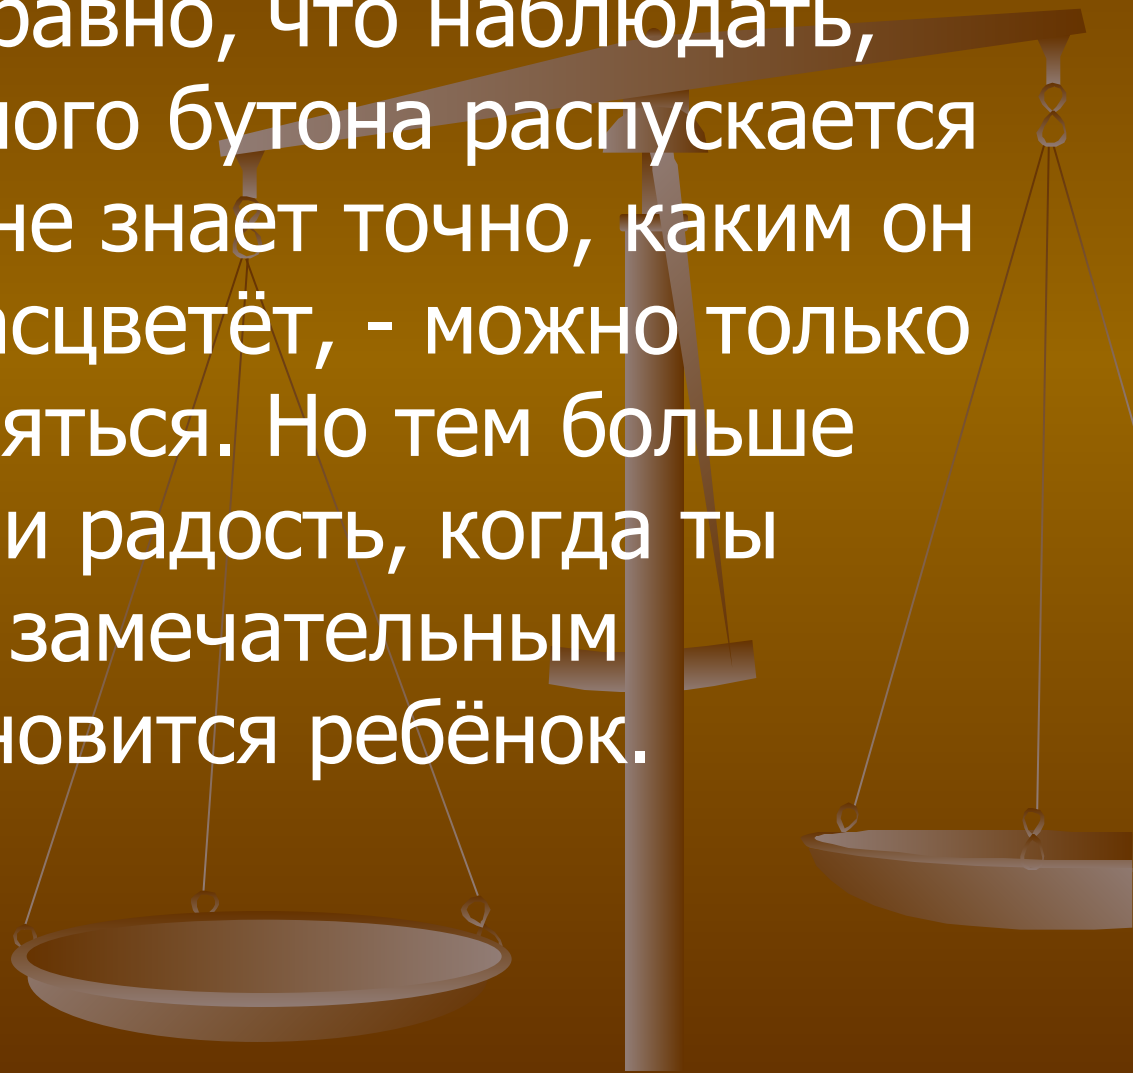 равно, что наблюдать,
ного бутона распускается
не знает точно, каким он
асцветёт, - можно только
яться. Но тем больше
и радость, когда ты
замечательным
новится ребёнок.